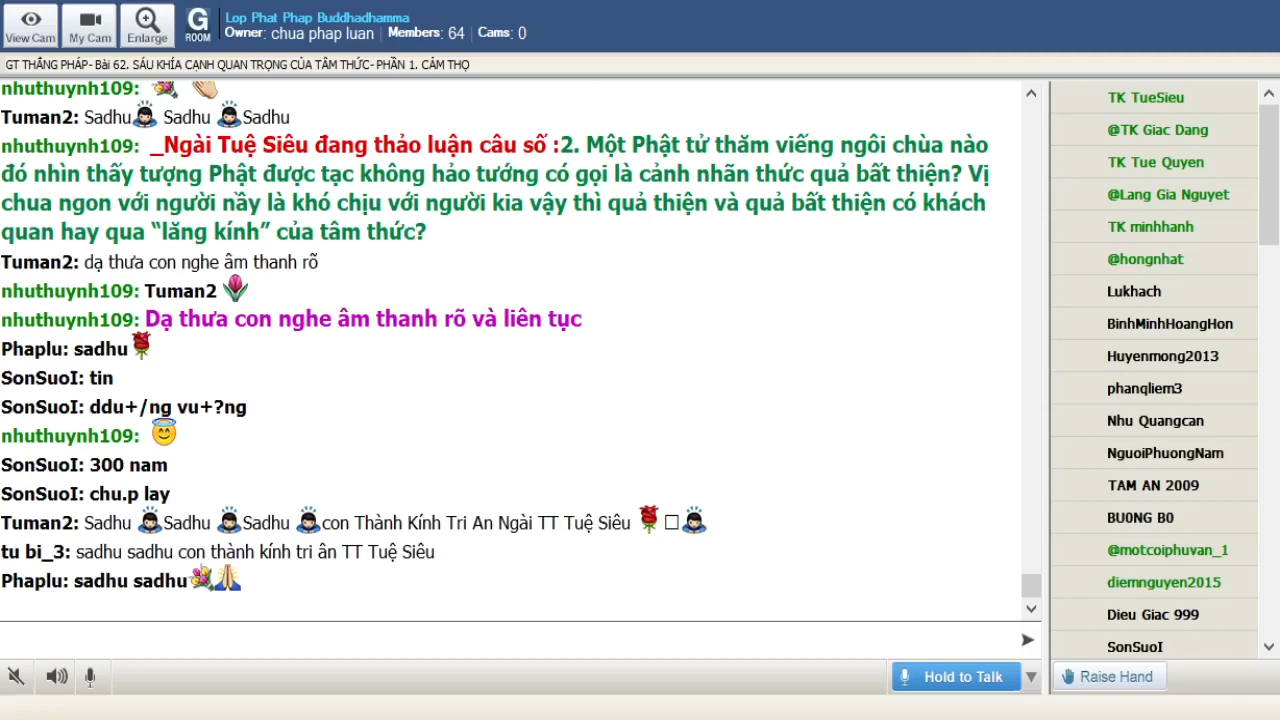 View Cam
My Cam
Enlarge
G
ROOM
Lop Phat Phap Buddhadhamma
Owner: chua phap luan | Members: 64 | Cams: 0
GT THẮNG PHÁP- Bài 62. SÁU KHÍA CẠNH QUAN TRỌNG CỦA TÂM THỨC- PHẦN 1. CẢM THỌ
nhuthuynh109:
Tuman2: Sadhu Sadhu Sadhu
nhuthuynh109: _Ngài Tuệ Siêu đang thảo luận câu số :2. Một Phật tử thăm viếng ngôi chùa nào
đó nhìn thấy tượng Phật được tạc không hảo tướng có gọi là cảnh nhãn thức quả bất thiện? Vị
chua ngon với người nầy là khó chịu với người kia vậy thì quả thiện và quả bất thiện có khách
quan hay qua “lăng kính” của tâm thức?
Tuman2: dạ thưa con nghe âm thanh rõ
nhuthuynh109: Tuman2
nhuthuynh109: Dạ thưa con nghe âm thanh rõ và liên tục
Phaplu: sadhu
SonSuoI: tin
SonSuoI: ddu+/ng vu+?ng
nhuthuynh109:
SonSuoI: 300 nam
SonSuoI: chu.p lay
Tuman2: Sadhu Sadhu Sadhu con Thành Kính Tri An Ngài TT Tuệ Siêu
tu bi_3: sadhu sadhu con thành kính tri ân TT Tuệ Siêu
Phaplu: sadhu sadhu
TK TueSieu
@TK Giac Dang
TK Tue Quyen
@Lang Gia Nguyet
TK minhhanh
@hongnhat
Lukhach
BinhMinhHoangHon
Huyenmong2013
phanqliem3
Nhu Quangcan
NguoiPhuongNam
TAM AN 2009
BU0NG B0
@motcoiphuvan_1
diemnguyen2015
Dieu Giac 999
SonSuoI
Hold to Talk
Raise Hand